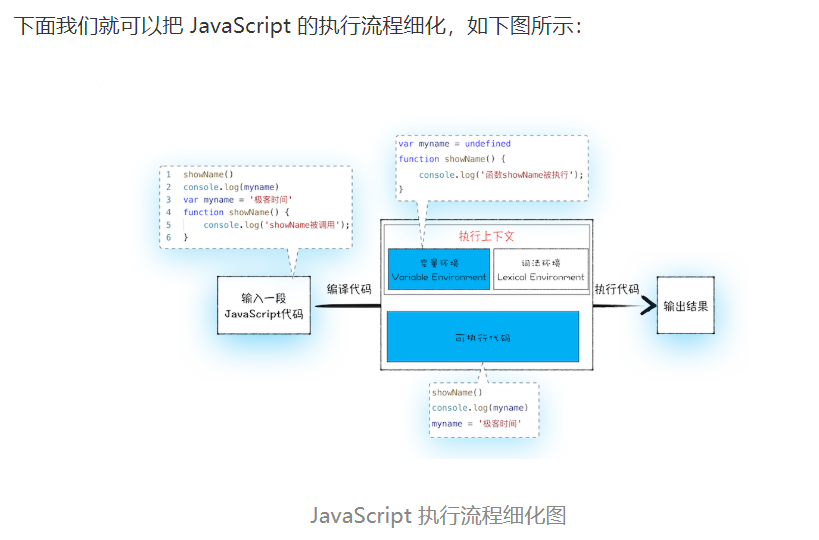 下面我们就可以把 JavaScript 的执行流程细化，如下图所示：
var myname = undefined
function showName() {
console.log('函数showName被执行');
}
1 showName()
2 console.log(myname)
3 var myname = '极客时间'
4 function showName() {
5 console.log('showName被调用');
6 }
执行上下文
变量环境
Variable Environment
词法环境
Lexical Environment
输入一段
JavaScript代码
编译代码
执行代码
输出结果
可执行代码
showName()
console.log(myname)
myname = '极客时间'
JavaScript 执行流程细化图